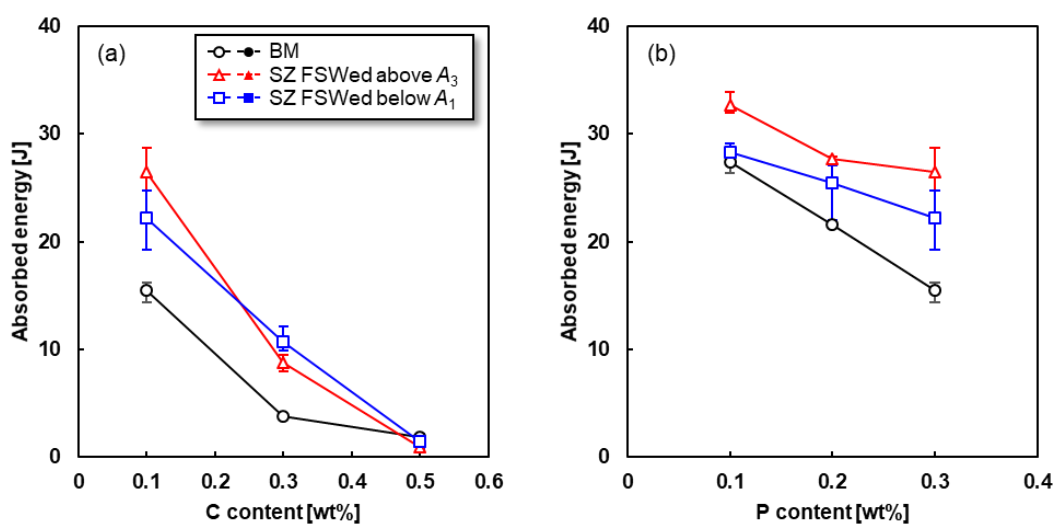 (a)
BM
SZ FSWed above A3
SZ FSWed below A1
Absorbed energy [J]
40
30
20
10
0
0 0.1 0.2 0.3 0.4 0.5 0.6
C content [wt%]
(b)
Absorbed energy [J]
40
30
20
10
0
0 0.1 0.2 0.3 0.4
P content [wt%]